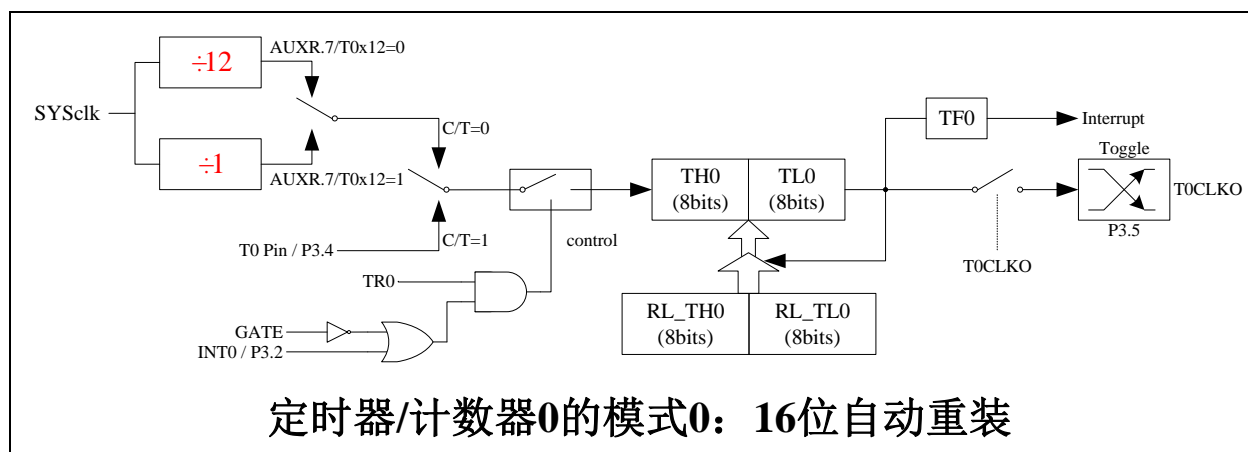 ÷12
AUXR.7/T0x12=0
SYSclk
C/T=0
÷1
AUXR.7/T0x12=1
T0 Pin / P3.4
C/T=1
control
TR0
GATE
INT0 / P3.2
TH0
(8bits)
TL0
(8bits)
RL_TH0
(8bits)
RL_TL0
(8bits)
TF0
Interrupt
Toggle
T0CLKO
P3.5
T0CLKO
定时器/计数器0的模式0：16位自动重装